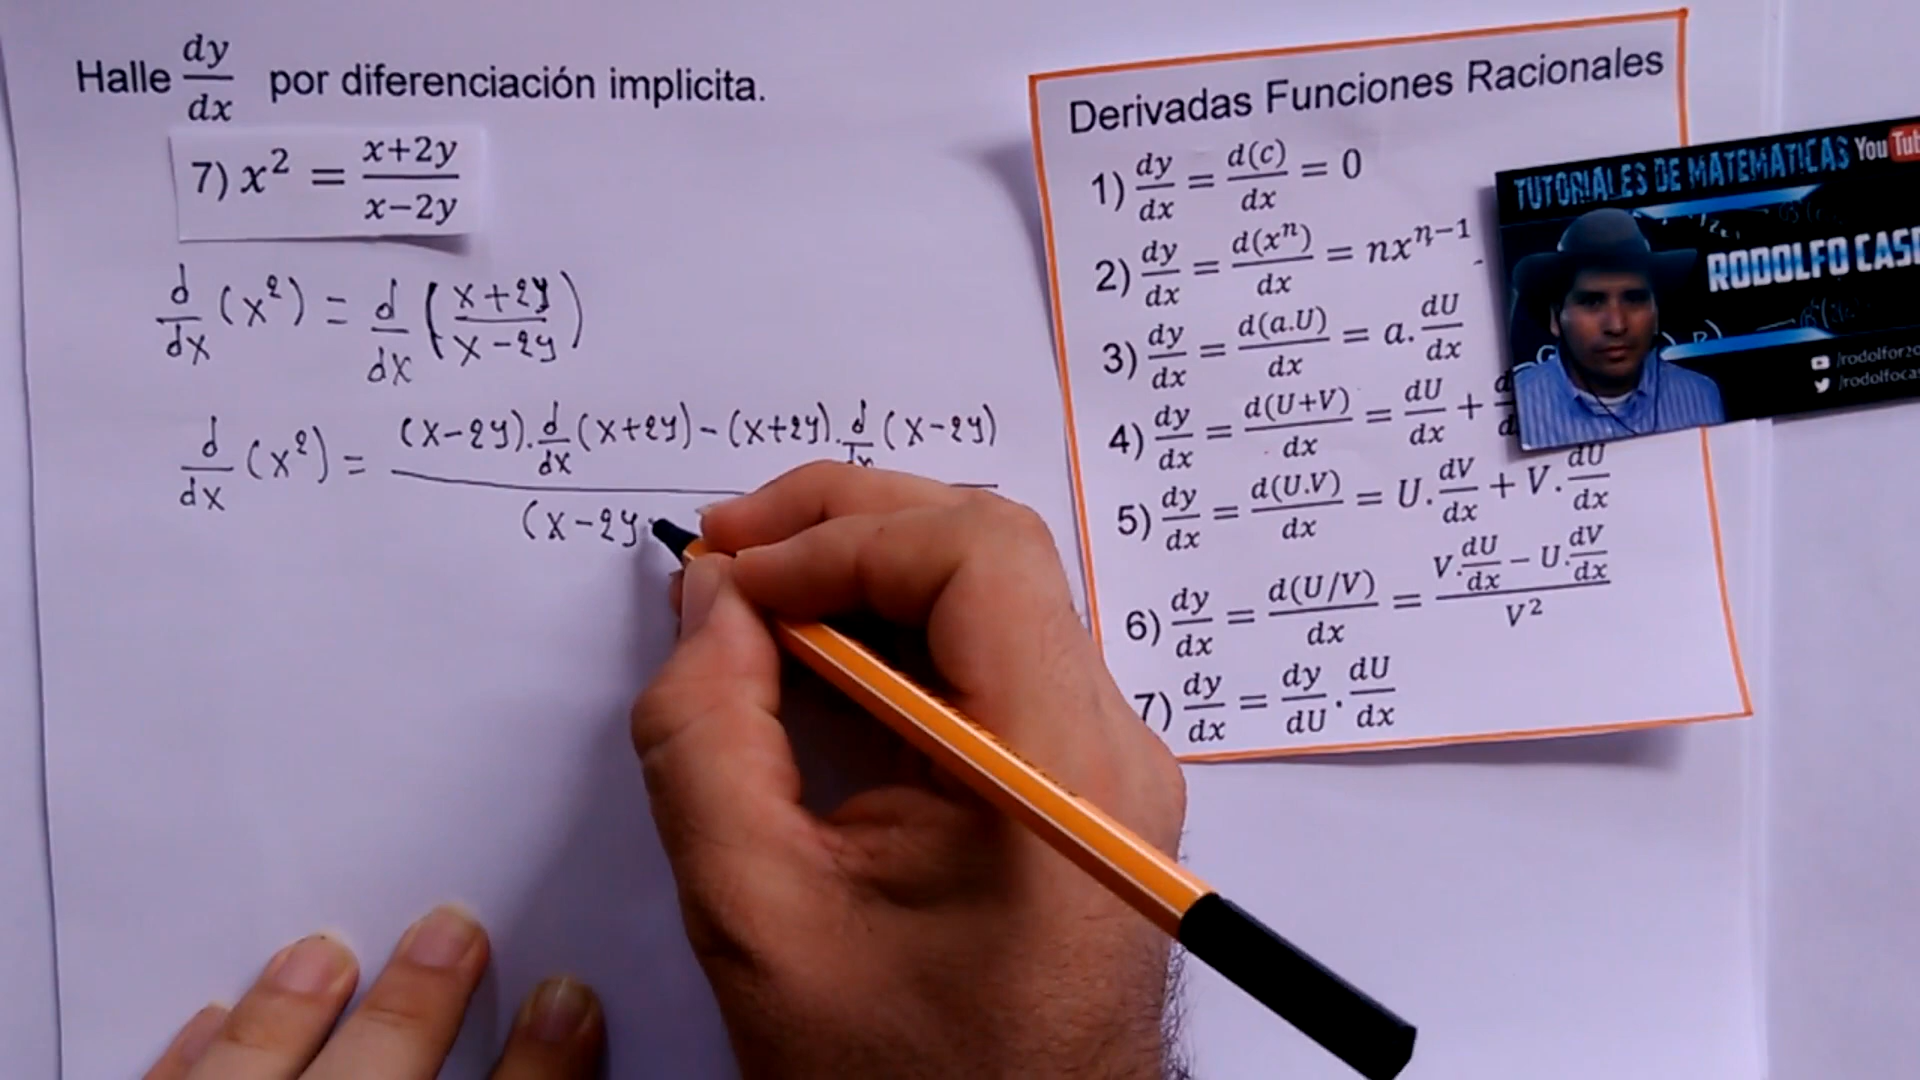 Halle dy/dx por diferenciación implicita.
7) x² = x+2y / x−2y
d/dx (x²) = d/dx (x+2y / x−2y)
d/dx (x²) = (x−2y). d/dx (x+2y) − (x+2y). d/dx (x−2y) / (x−2y
Derivadas Funciones Racionales
1) dy/dx = d(c)/dx = 0
2) dy/dx = d(xⁿ)/dx = nxⁿ⁻¹
3) dy/dx = d(a.U)/dx = a. dU/dx
4) dy/dx = d(U+V)/dx = dU/dx +
5) dy/dx = d(U.V)/dx = U. dV/dx + V. dU/dx
6) dy/dx = d(U/V)/dx = V. dU/dx − U. dV/dx / V²
7) dy/dx = dy/dU . dU/dx
TUTORIALES DE MATEMATICAS YouTub
RODOLFO CAS
/rodolfor20
/rodolfocas